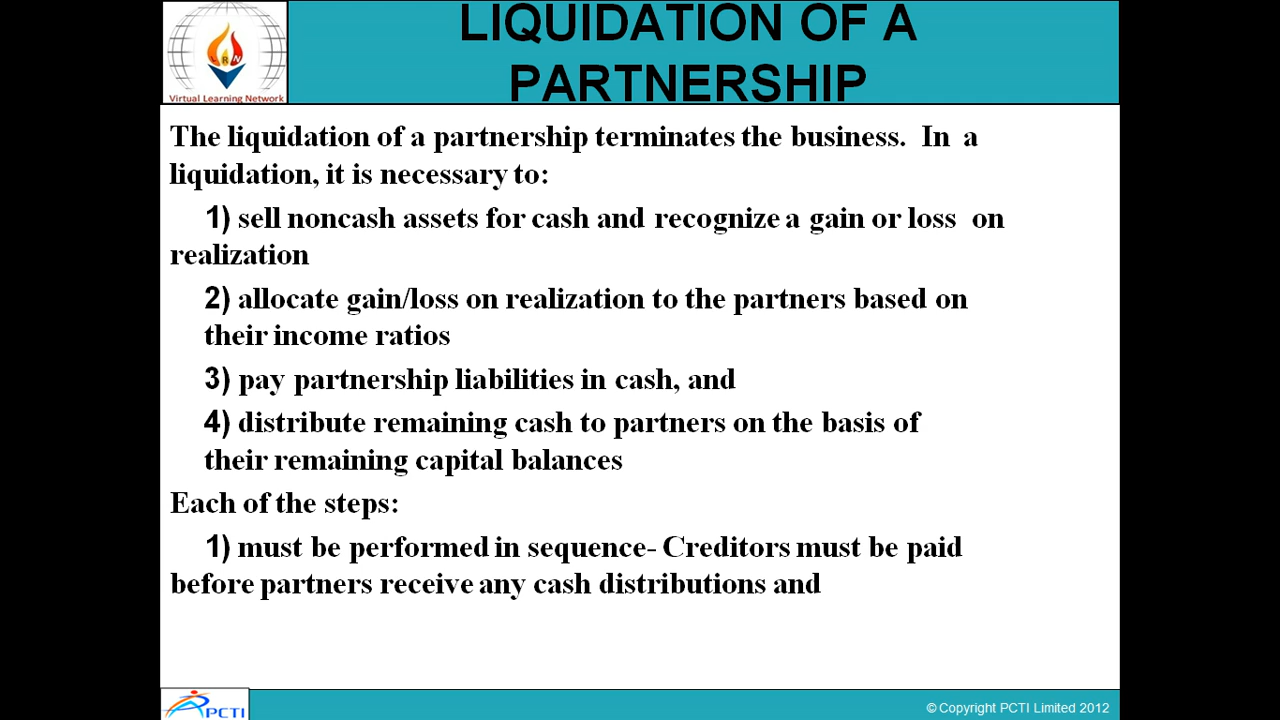 LIQUIDATION OF A
PARTNERSHIP
LRN
Virtual Learning Network
The liquidation of a partnership terminates the business. In a
liquidation, it is necessary to:
1) sell noncash assets for cash and recognize a gain or loss on
realization
2) allocate gain/loss on realization to the partners based on
their income ratios
3) pay partnership liabilities in cash, and
4) distribute remaining cash to partners on the basis of
their remaining capital balances
Each of the steps:
1) must be performed in sequence- Creditors must be paid
before partners receive any cash distributions and
PCTI
© Copyright PCTI Limited 2012